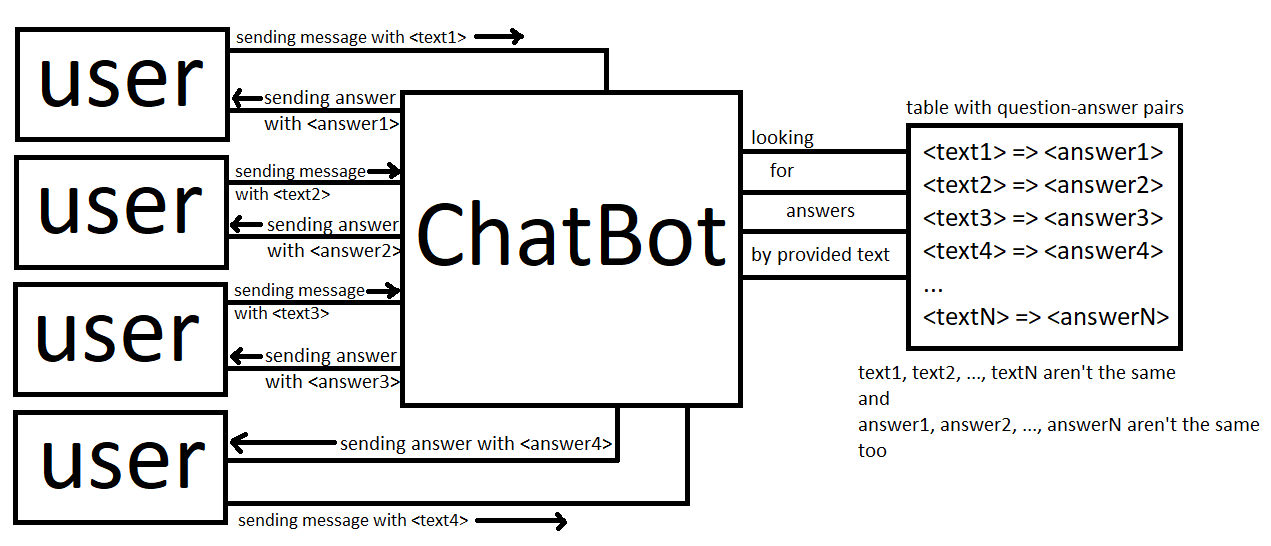 user
sending message with <text1>
sending answer
with <answer1>
user
sending message
with <text2>
sending answer
with <answer2>
user
sending message
with <text3>
sending answer
with <answer3>
user
sending answer with <answer4>
sending message with <text4>
ChatBot
looking
for
answers
by provided text
table with question-answer pairs
<text1> => <answer1>
<text2> => <answer2>
<text3> => <answer3>
<text4> => <answer4>
...
<textN> => <answerN>
text1, text2, ..., textN aren't the same
and
answer1, answer2, ..., answerN aren't the same
too